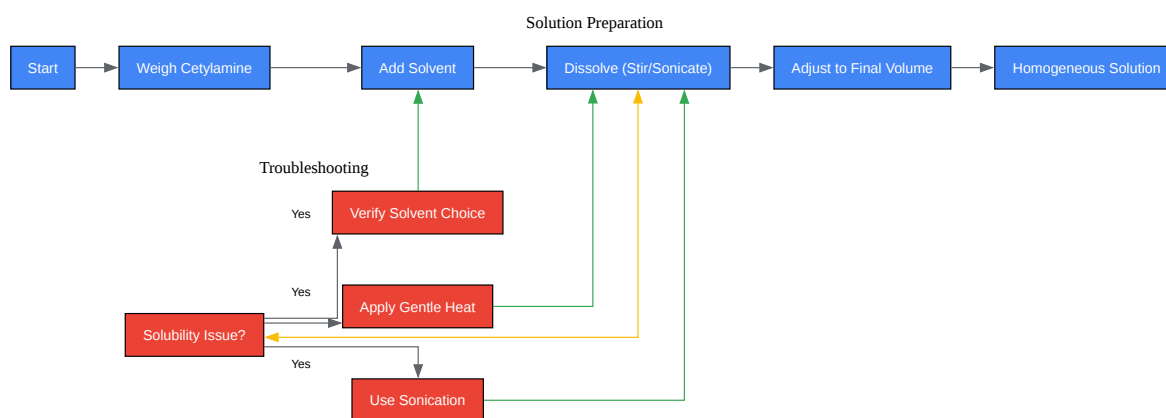 Solution Preparation
Start
Weigh Cetylamine
Add Solvent
Dissolve (Stir/Sonicate)
Adjust to Final Volume
Homogeneous Solution
Troubleshooting
Yes
Verify Solvent Choice
Yes
Apply Gentle Heat
Solubility Issue?
Yes
Use Sonication